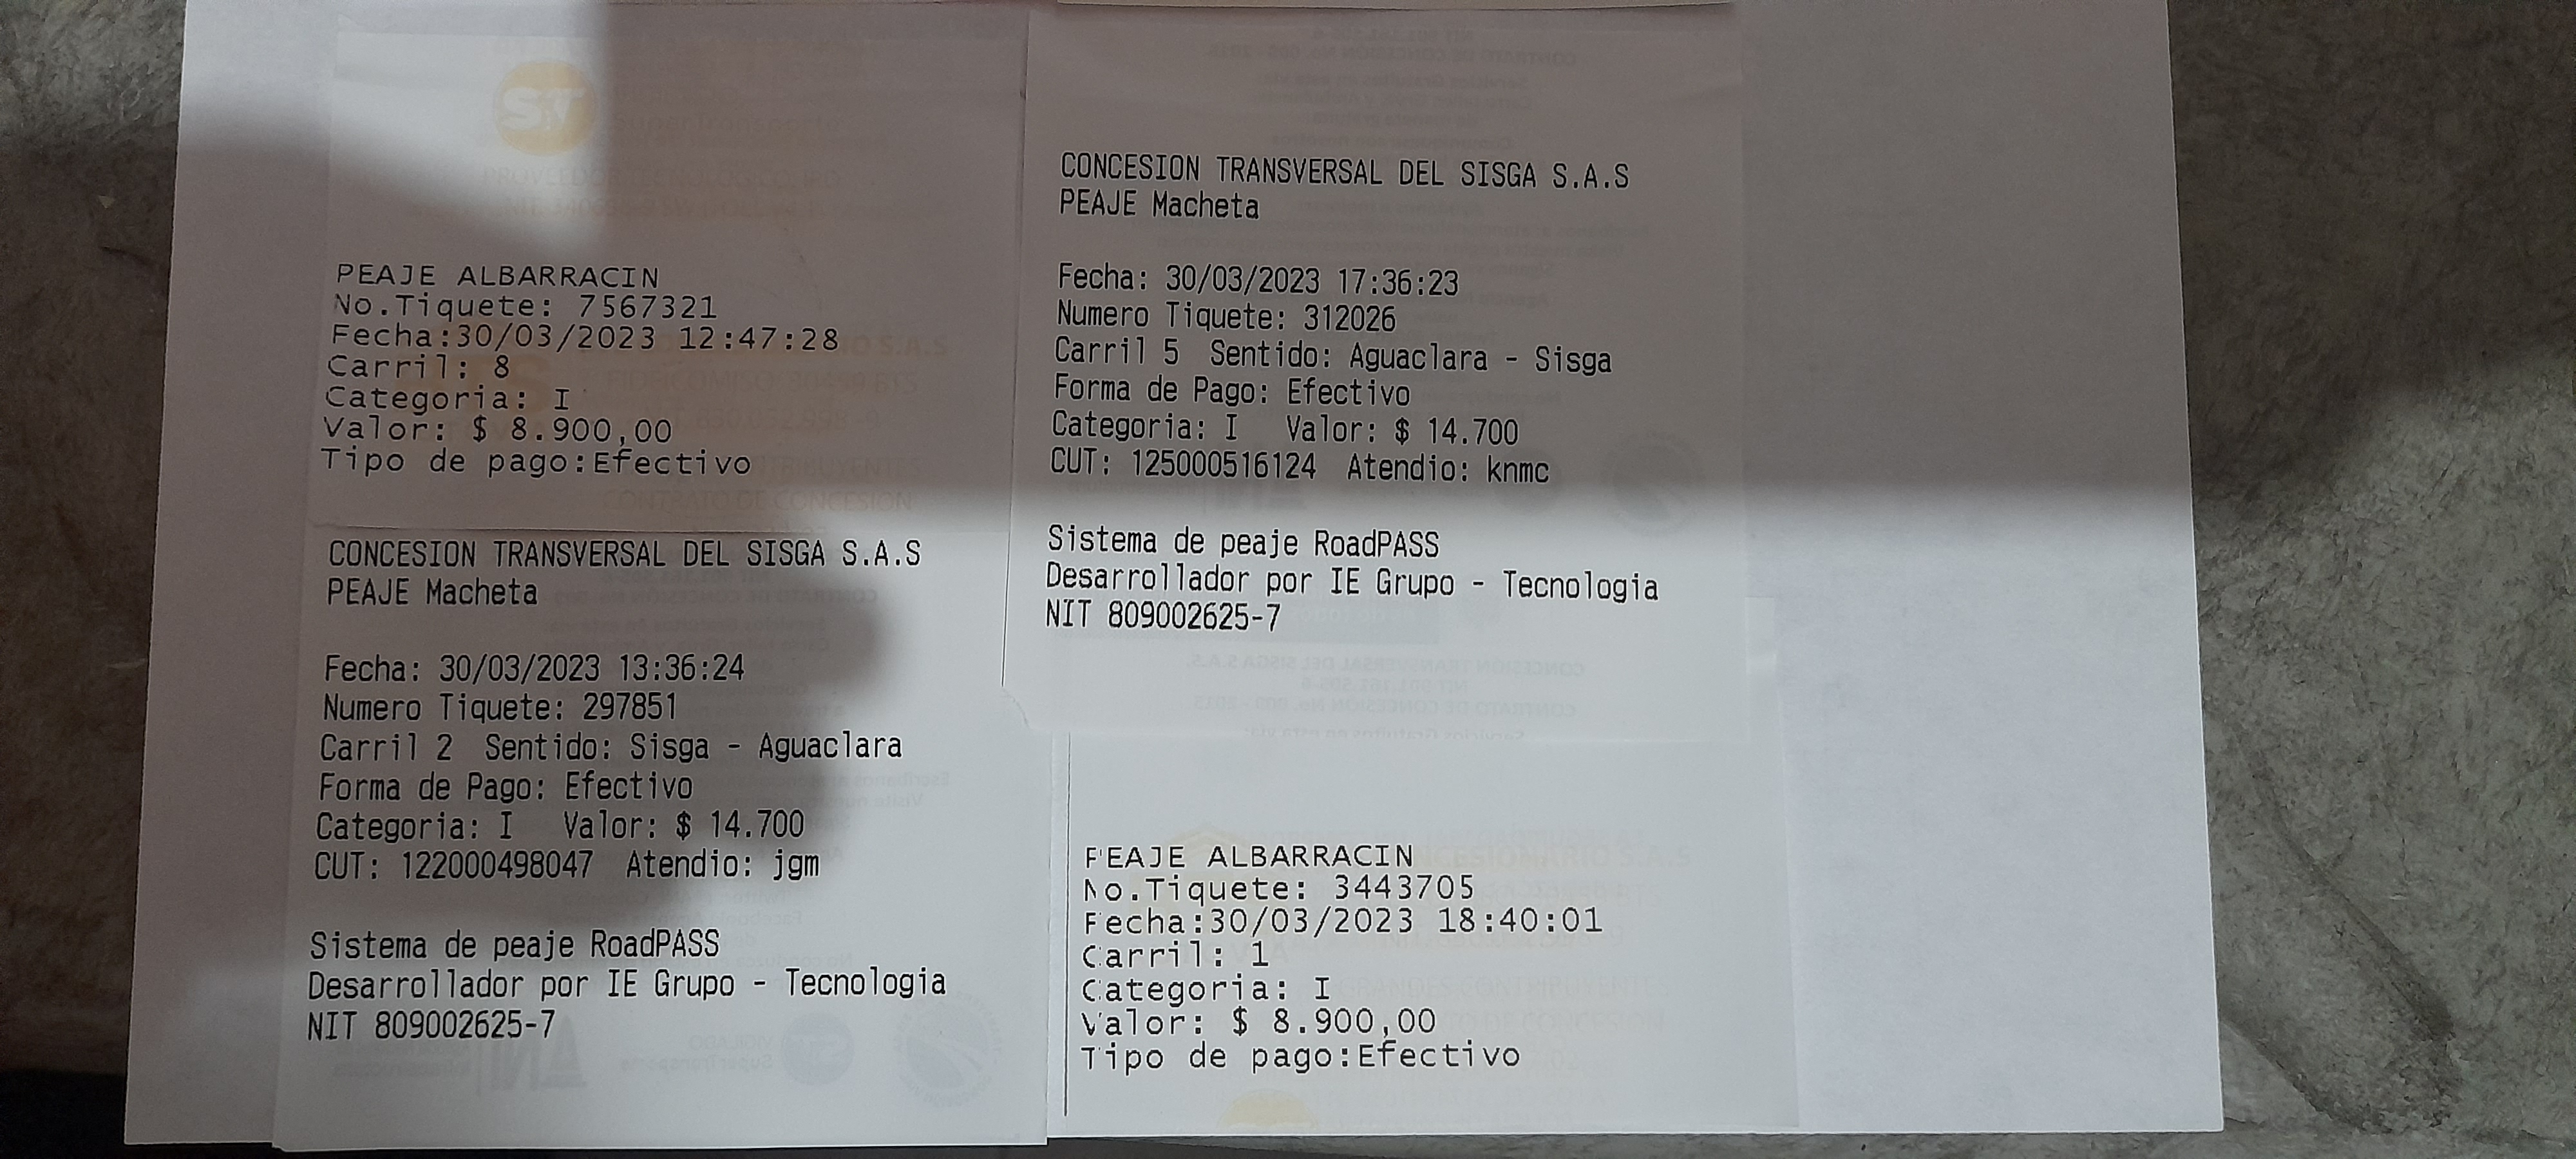 PEAJE ALBARRACIN
No.Tiquete: 7567321
Fecha:30/03/2023 12:47:28
Carril: 8
Categoria: I
Valor: $ 8.900,00
Tipo de pago:Efectivo
CONCESION TRANSVERSAL DEL SISGA S.A.S
PEAJE Macheta
Fecha: 30/03/2023 13:36:24
Numero Tiquete: 297851
Carril 2 Sentido: Sisga - Aguaclara
Forma de Pago: Efectivo
Categoria: I Valor: $ 14.700
CUT: 122000498047 Atendio: jgm
Sistema de peaje RoadPASS
Desarrollador por IE Grupo - Tecnologia
NIT 809002625-7
CONCESION TRANSVERSAL DEL SISGA S.A.S
PEAJE Macheta
Fecha: 30/03/2023 17:36:23
Numero Tiquete: 312026
Carril 5 Sentido: Aguaclara - Sisga
Forma de Pago: Efectivo
Categoria: I Valor: $ 14.700
CUT: 125000516124 Atendio: knmc
Sistema de peaje RoadPASS
Desarrollador por IE Grupo - Tecnologia
NIT 809002625-7
PEAJE ALBARRACIN
No.Tiquete: 3443705
Fecha:30/03/2023 18:40:01
Carril: 1
Categoria: I
Valor: $ 8.900,00
Tipo de pago:Efectivo